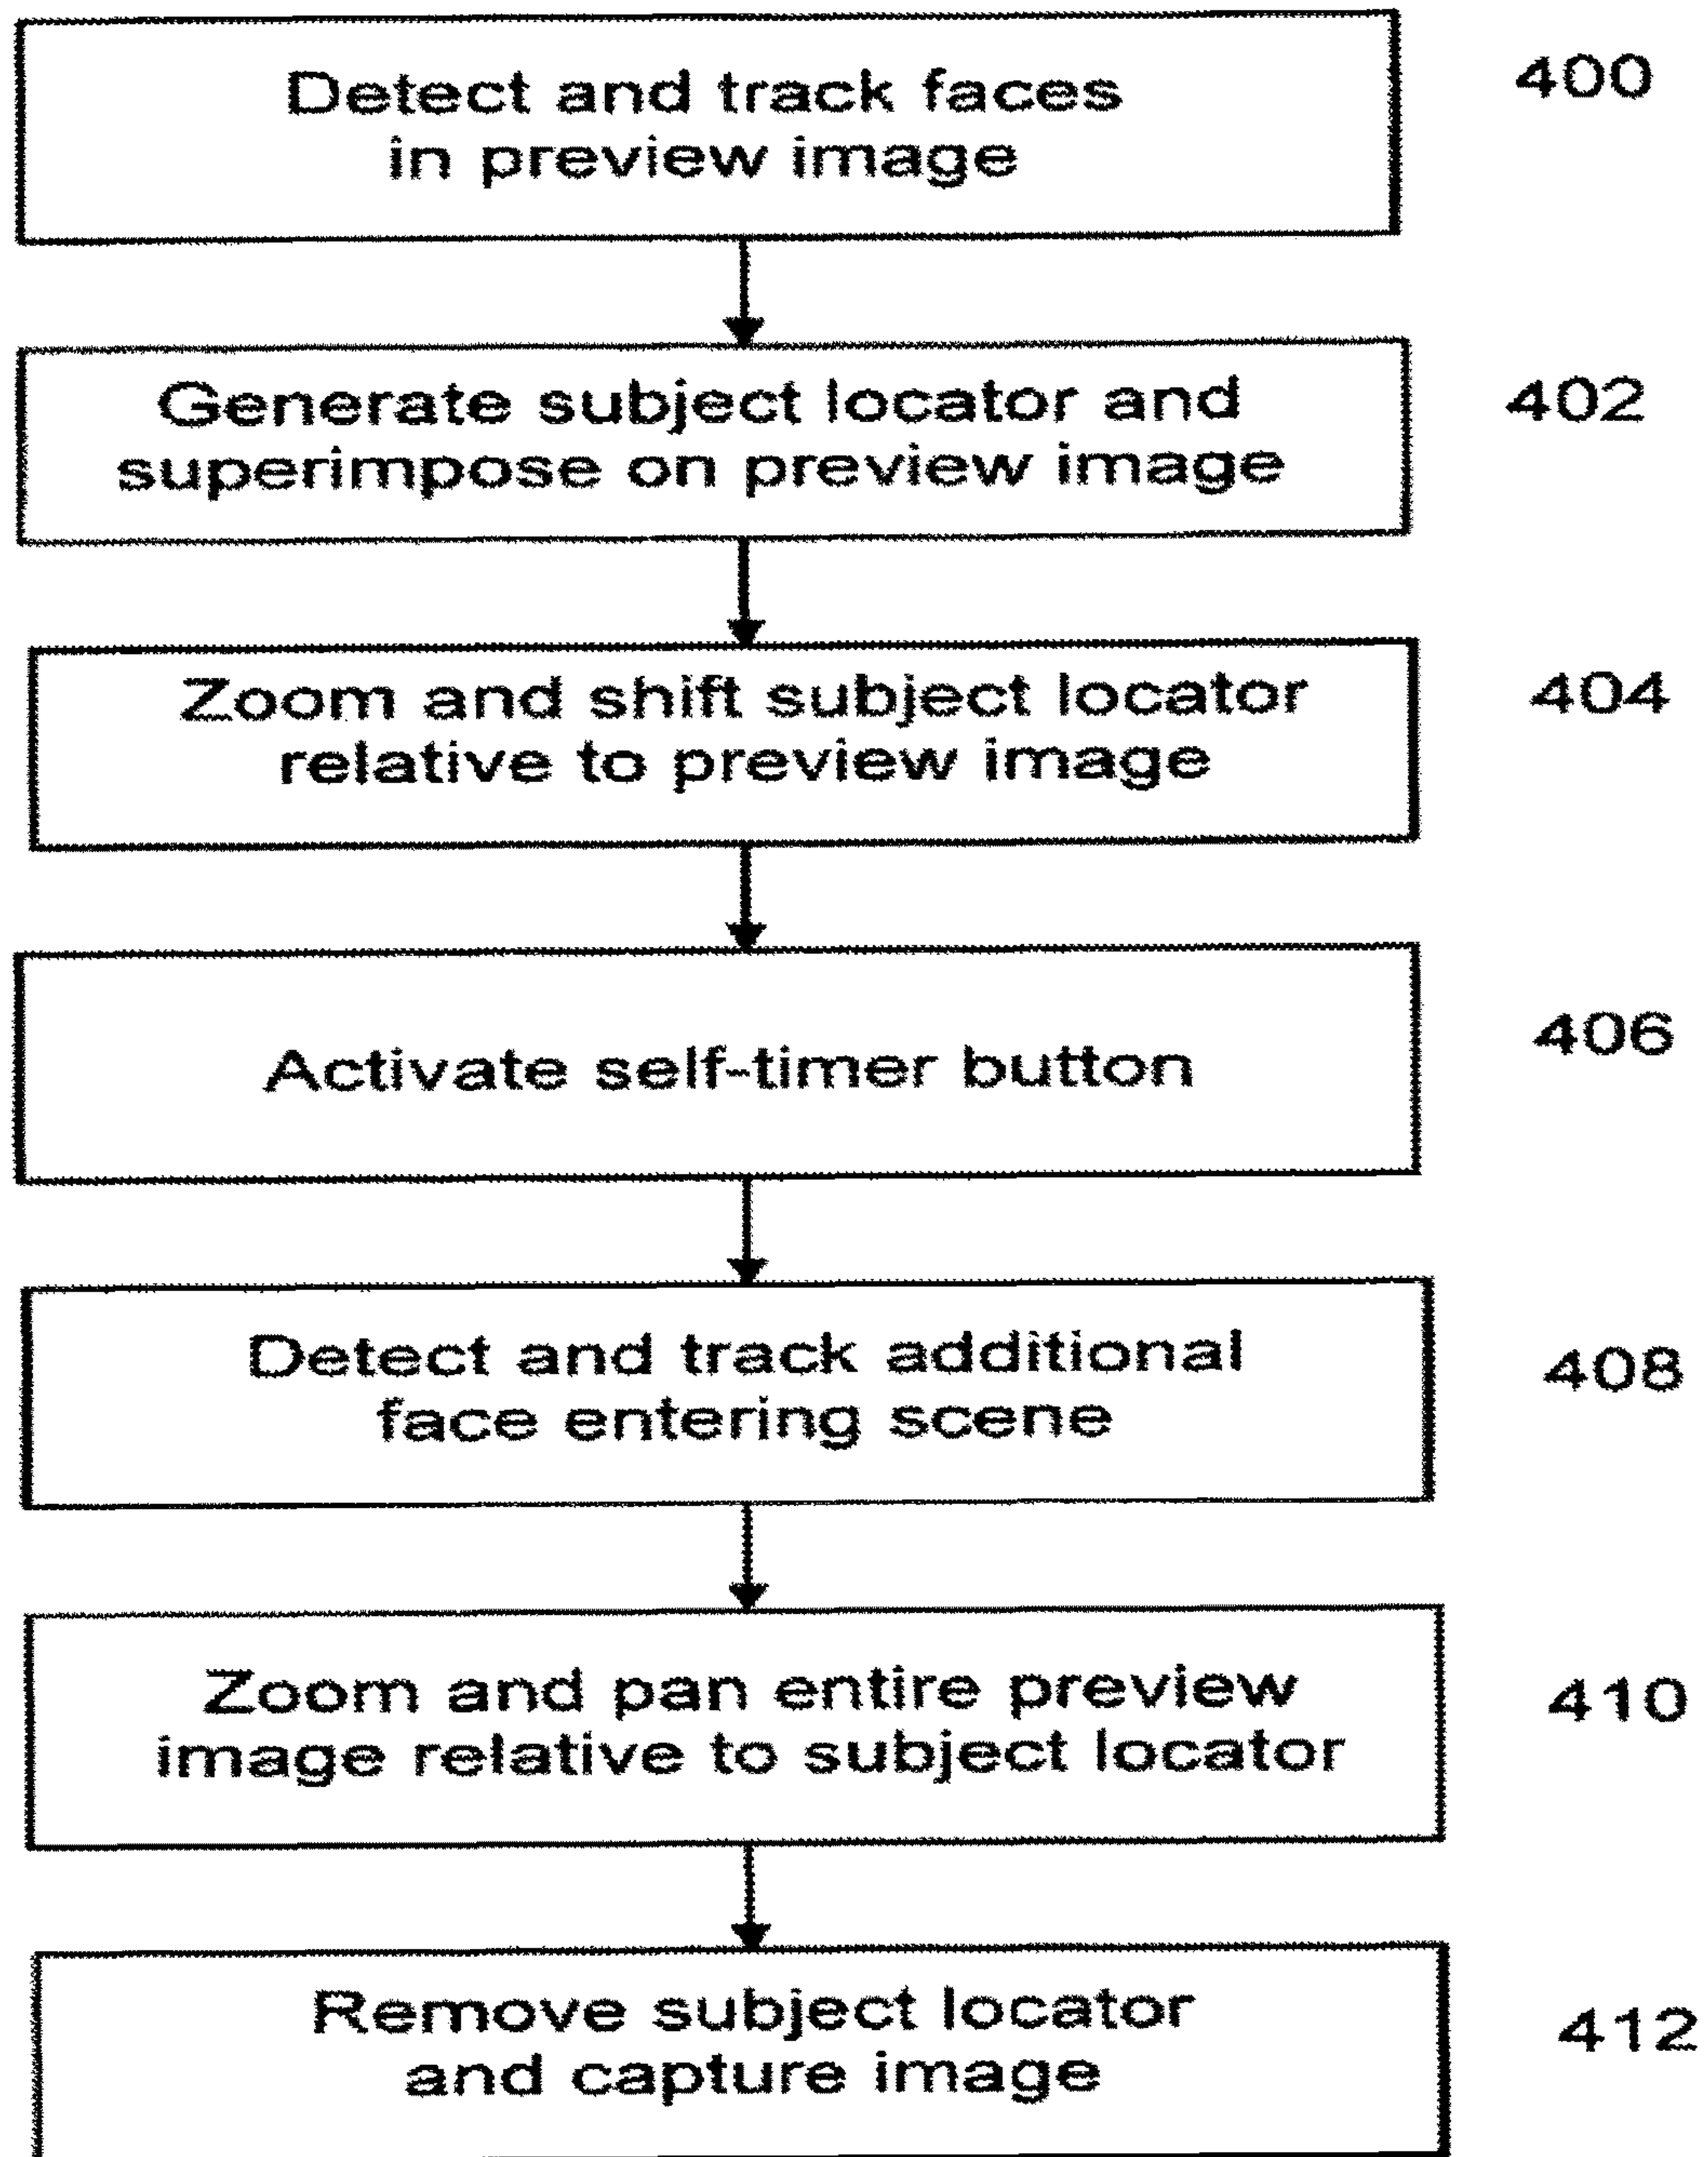 Detect and track faces
in preview image
400
Generate subject locator and
superimpose on preview image
402
Zoom and shift subject locator
relative to preview image
404
Activate self-timer button
406
Detect and track additional
face entering scene
408
Zoom and pan entire preview
image relative to subject locator
410
Remove subject locator
and capture image
412